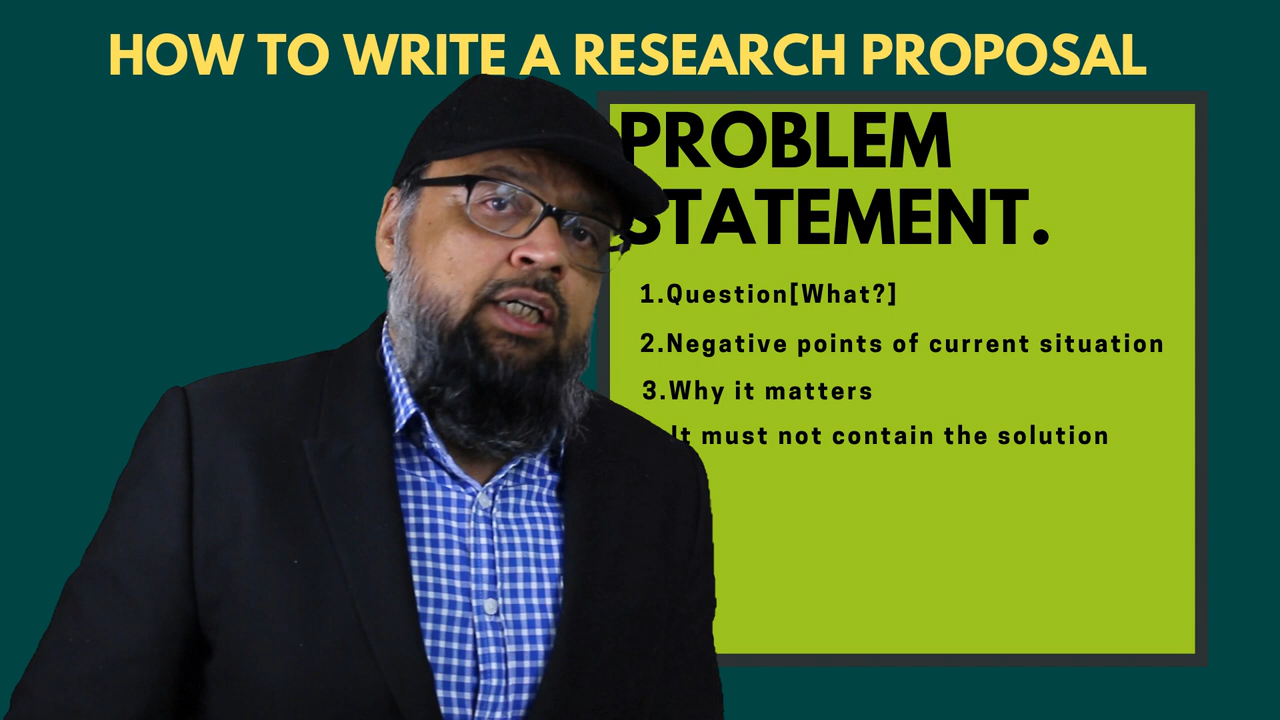 HOW TO WRITE A RESEARCH PROPOSAL
PROBLEM
STATEMENT.
1.Question[What?]
2.Negative points of current situation
3.Why it matters
It must not contain the solution